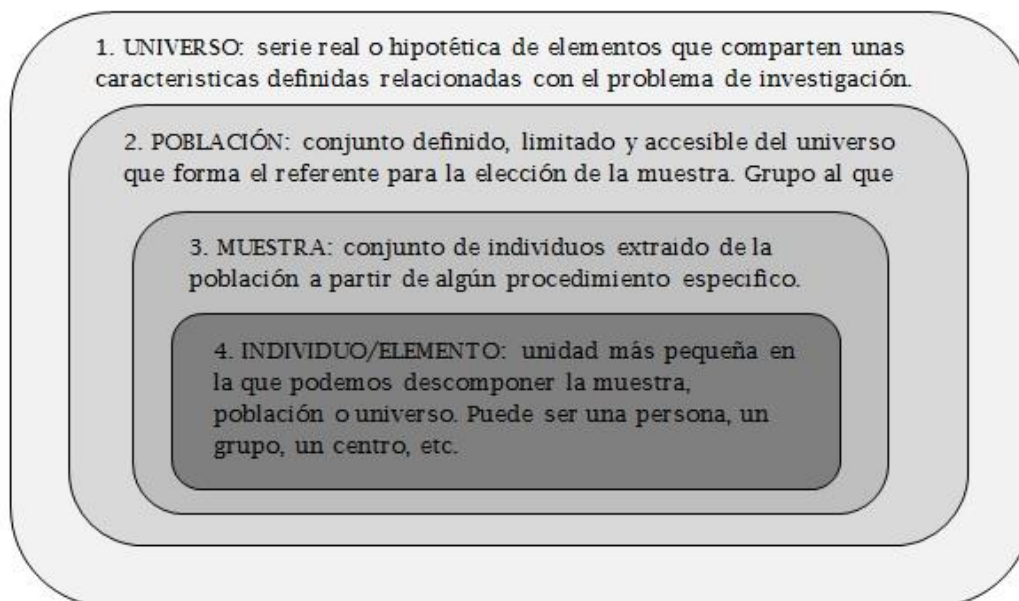 1. UNIVERSO: serie real o hipotética de elementos que comparten unas
caracteristicas definidas relacionadas con el problema de investigación.
2. POBLACIÓN: conjunto definido, limitado y accesible del universo
que forma el referente para la elección de la muestra. Grupo al que
3. MUESTRA: conjunto de individuos extraido de la
población a partir de algún procedimiento especifico.
4. INDIVIDUO/ELEMENTO: unidad más pequeña en
la que podemos descomponer la muestra,
población o universo. Puede ser una persona, un
grupo, un centro, etc.